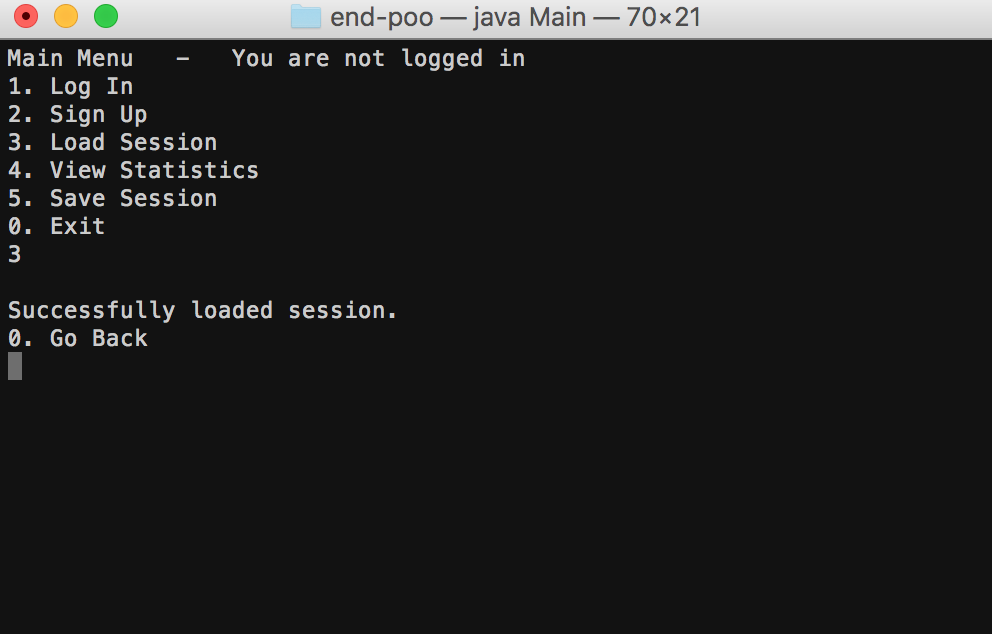 end-poo — java Main — 70×21
Main Menu   -   You are not logged in
1. Log In
2. Sign Up
3. Load Session
4. View Statistics
5. Save Session
0. Exit
3
Successfully loaded session.
0. Go Back